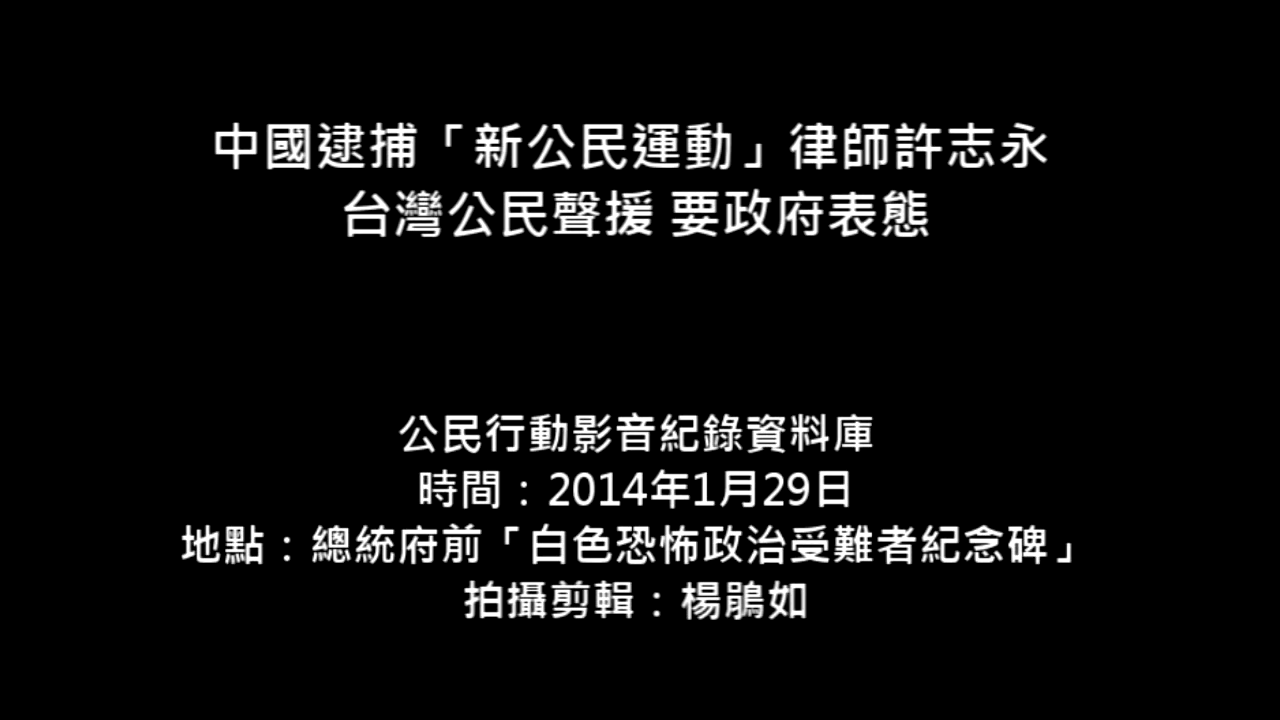 中國逮捕「新公民運動」律師許志永
台灣公民聲援 要政府表態
公民行動影音紀錄資料庫
時間：2014年1月29日
地點：總統府前「白色恐怖政治受難者紀念碑」
拍攝剪輯：楊鵑如